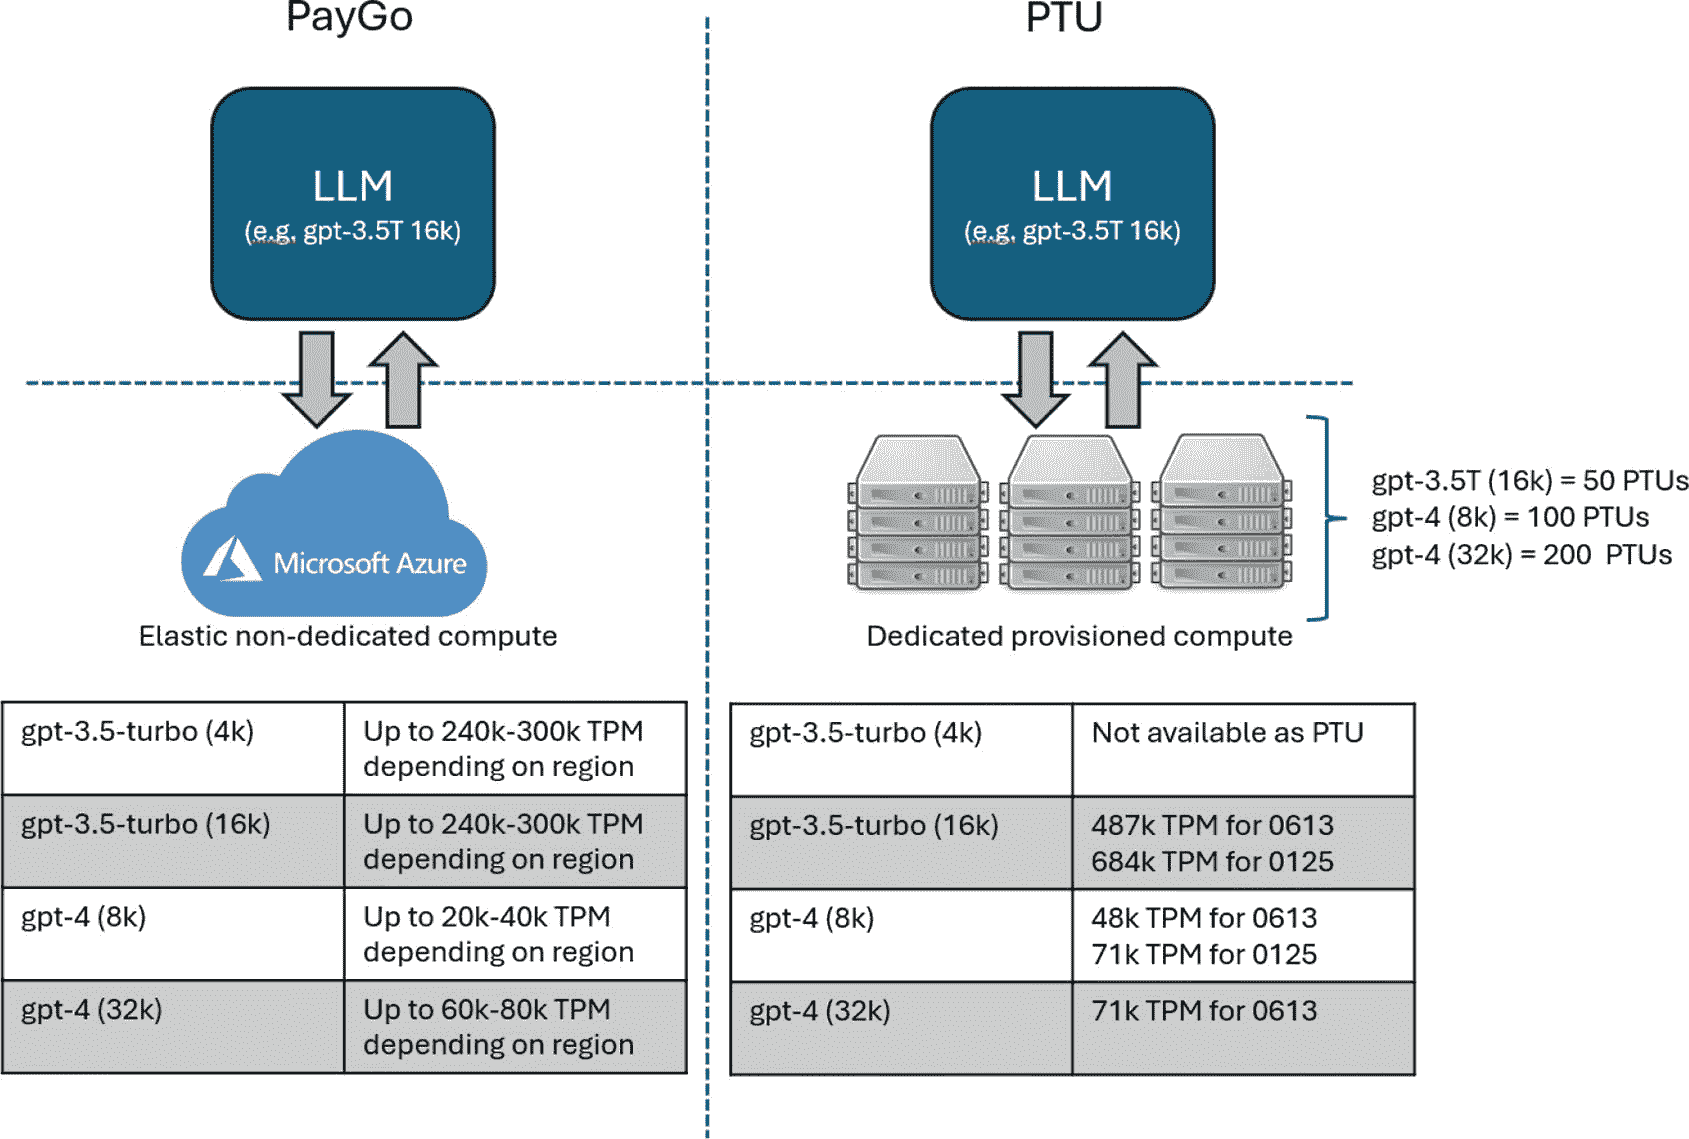 PayGo
PTU
LLM
(e.g. gpt-3.5T 16k)
LLM
(e.g. gpt-3.5T 16k)
Microsoft Azure
Elastic non-dedicated compute
Dedicated provisioned compute
gpt-3.5T (16k) = 50 PTUs
gpt-4 (8k) = 100 PTUs
gpt-4 (32k) = 200  PTUs
gpt-3.5-turbo (4k)
Up to 240k-300k TPM
depending on region
gpt-3.5-turbo (16k)
Up to 240k-300k TPM
depending on region
gpt-4 (8k)
Up to 20k-40k TPM
depending on region
gpt-4 (32k)
Up to 60k-80k TPM
depending on region
gpt-3.5-turbo (4k)
Not available as PTU
gpt-3.5-turbo (16k)
487k TPM for 0613
684k TPM for 0125
gpt-4 (8k)
48k TPM for 0613
71k TPM for 0125
gpt-4 (32k)
71k TPM for 0613